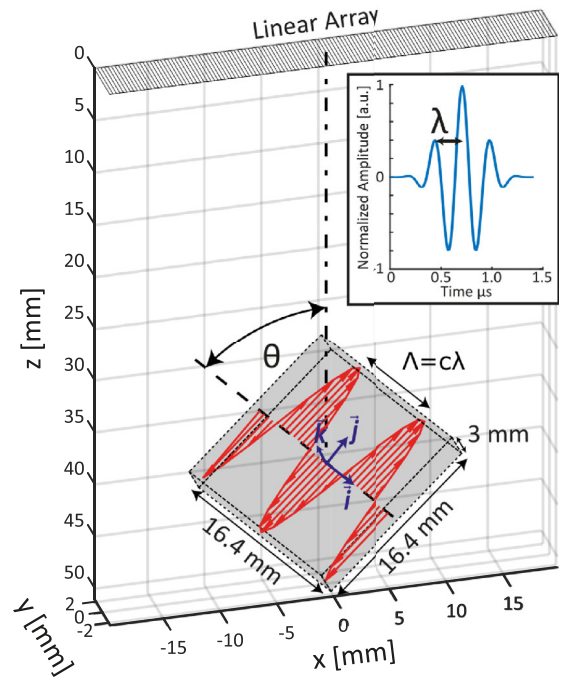 Linear Array
0
5
10
15
20
25
30
35
40
45
50
z [mm]
2
0
-2
y [mm]
-15
-10
-5
0
5
10
15
x [mm]
1
0
-1
Normalized Amplitude [a.u.]
λ
0
0.5
1.0
1.5
Time μs
θ
Λ=cλ
3 mm
k
j
i
16.4 mm
16.4 mm